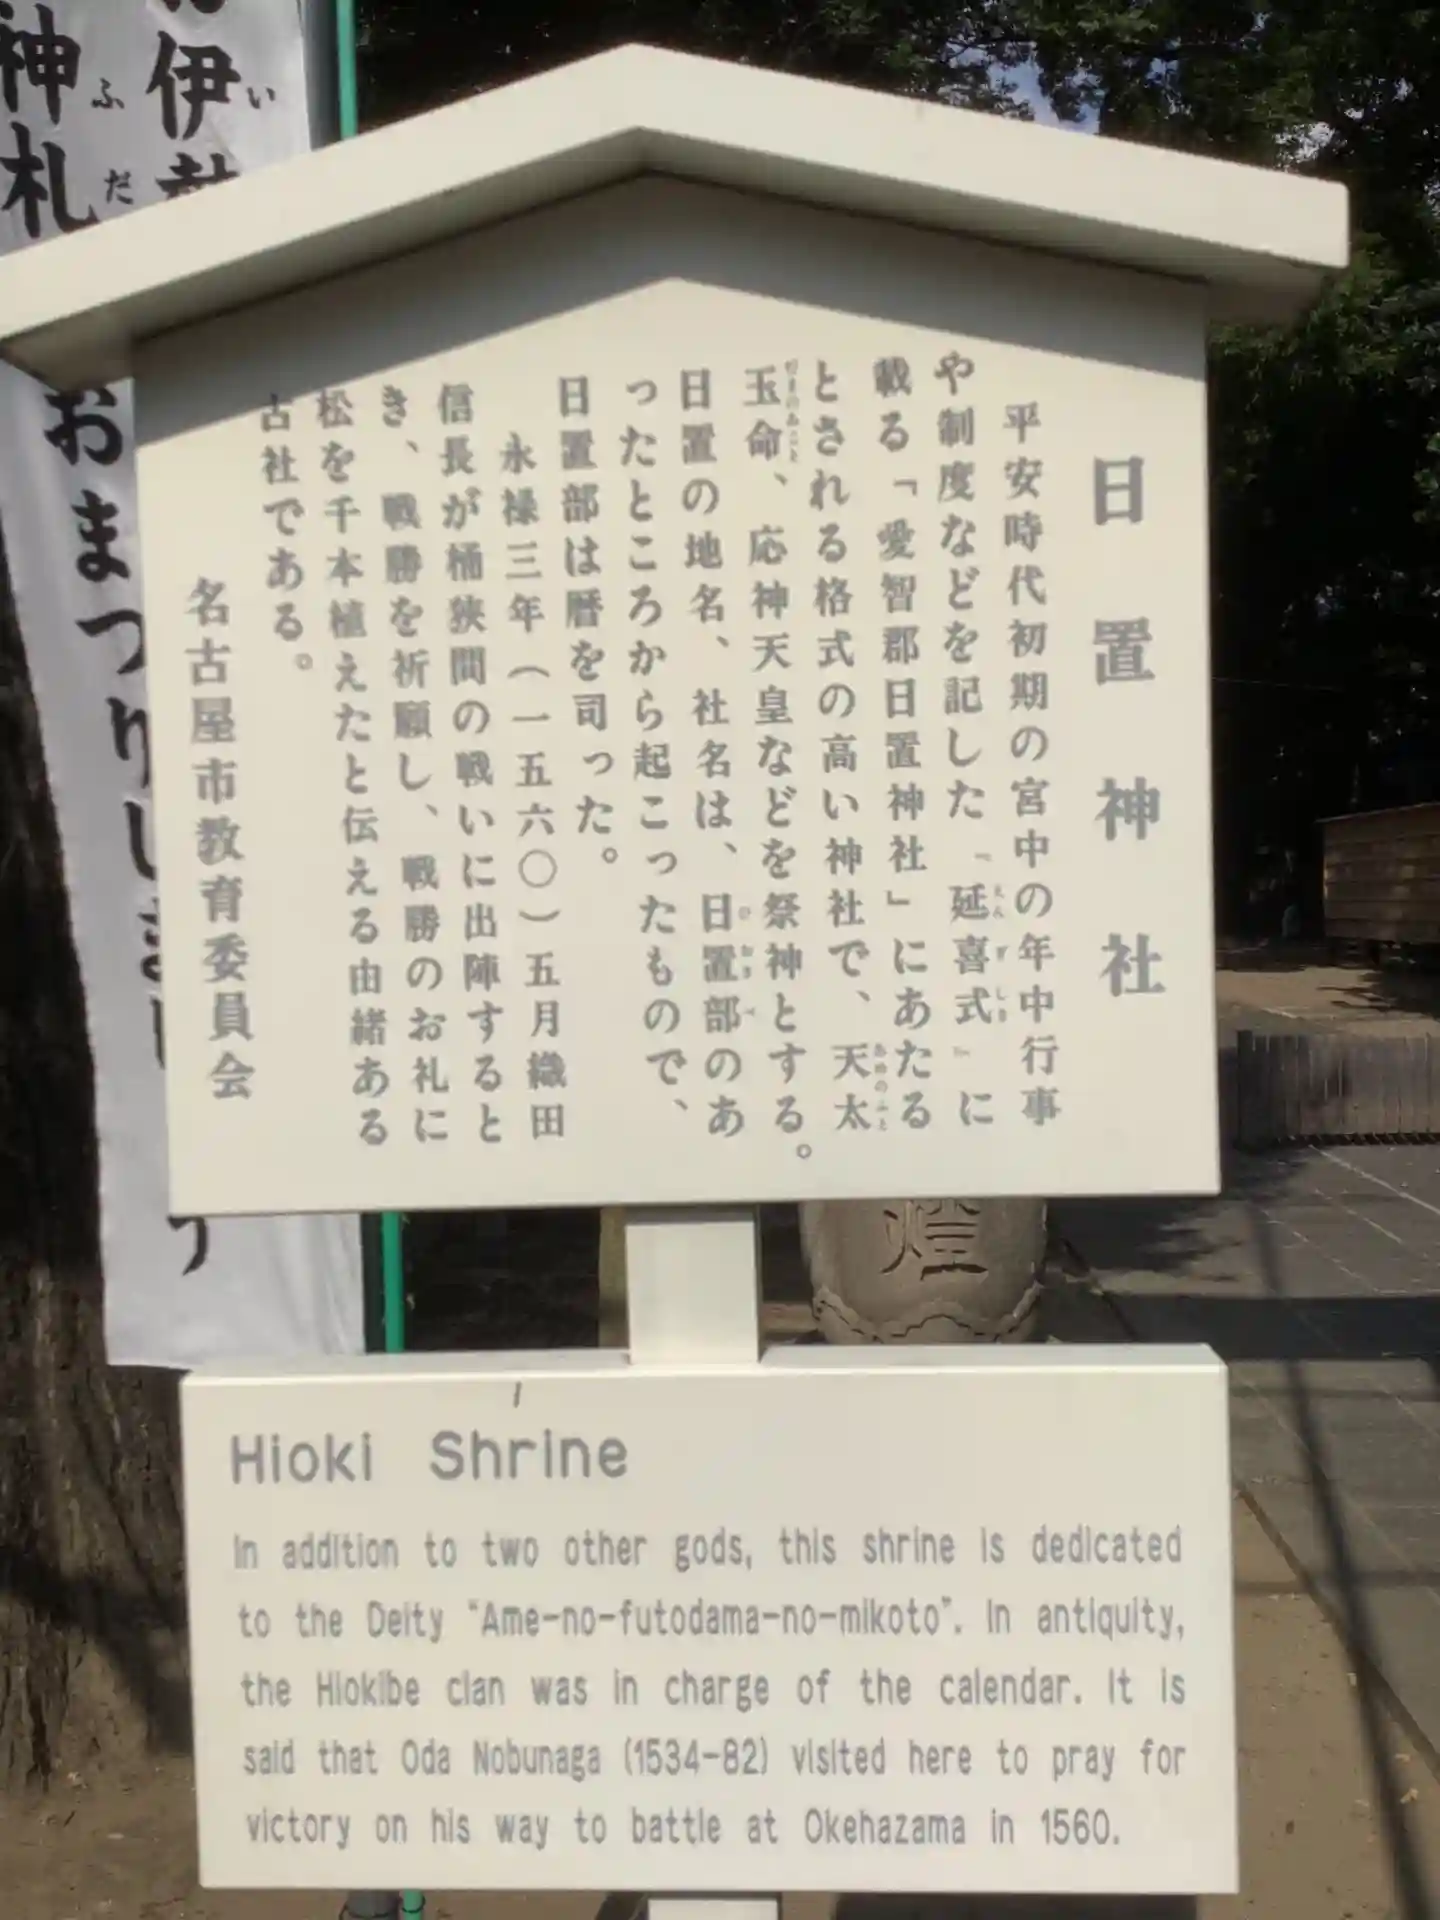 日置神社
平安時代初期の宮中の年中行事
や制度などを記した『延喜式』に
載る「愛智郡日置神社」にあたる
とされる格式の高い神社で、天太
玉命、応神天皇などを祭神とする。
日置の地名、社名は、日置部のあ
ったところから起こったもので、
日置部は暦を司った。
永禄三年(一五六〇)五月織田
信長が桶狭間の戦いに出陣すると
き、戦勝を祈願し、戦勝のお礼に
松を千本植えたと伝える由緒ある
古社である。
名古屋市教育委員会
伊
神札
おまつりしま
燈
Hioki Shrine
In addition to two other gods, this shrine is dedicated
to the Deity "Ame-no-futodama-no-mikoto". In antiquity,
the Hiokibe clan was in charge of the calendar. It is
said that Oda Nobunaga (1534-82) visited here to pray for
victory on his way to battle at Okehazama in 1560.